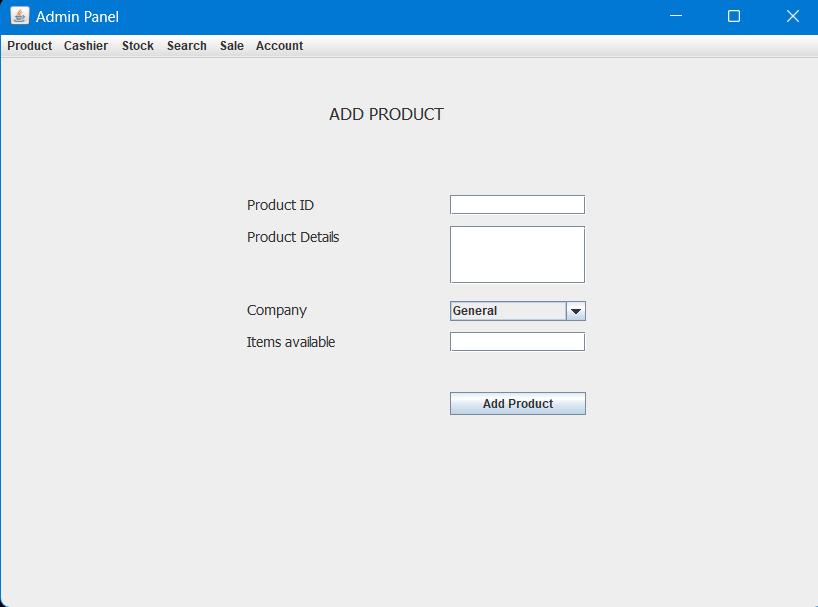 Admin Panel
Product Cashier Stock Search Sale Account
ADD PRODUCT
Product ID
Product Details
Company General
Items available
Add Product